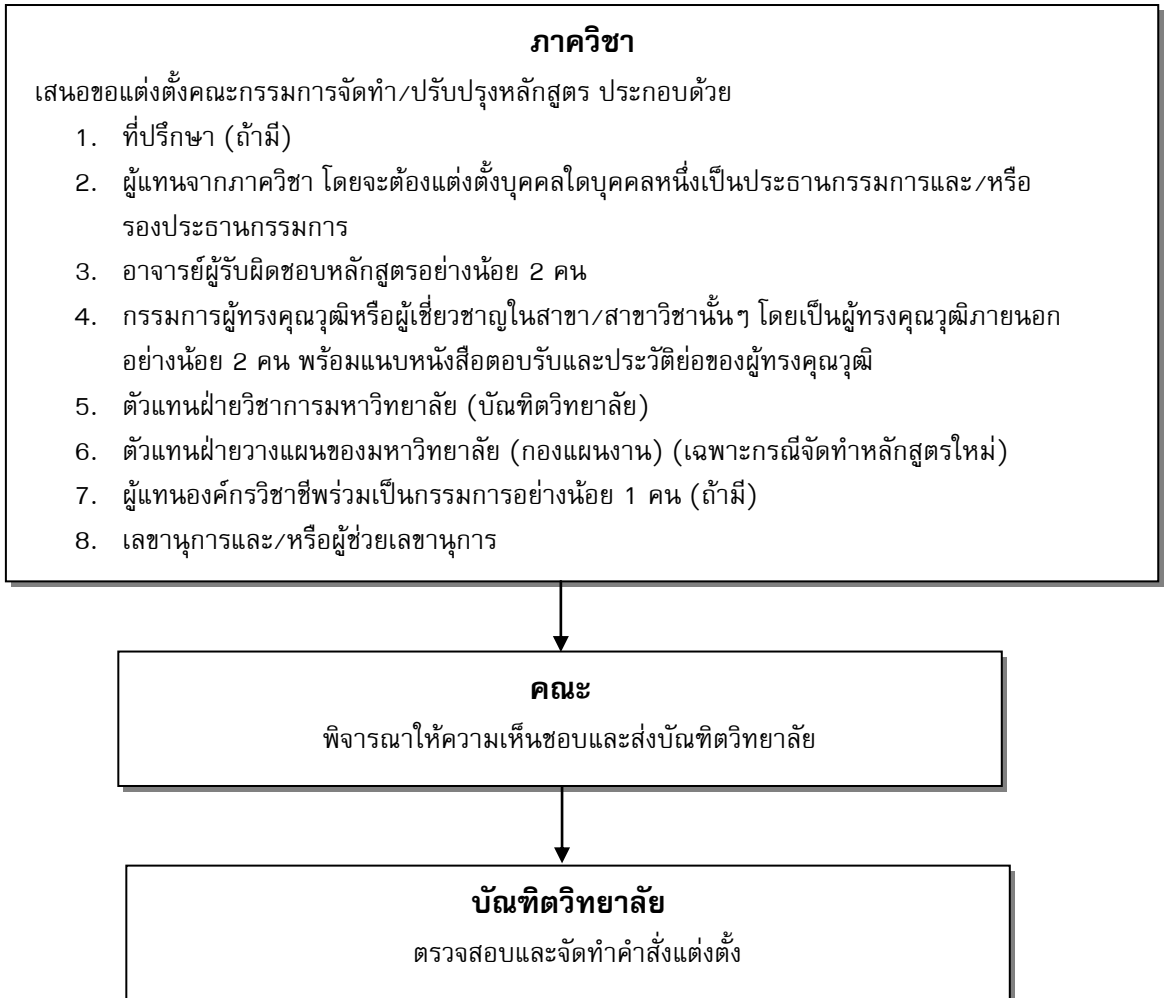 ภาควิชา
เสนอขอแต่งตั้งคณะกรรมการจัดทำ/ปรับปรุงหลักสูตร ประกอบด้วย
1. ที่ปรึกษา (ถ้ามี)
2. ผู้แทนจากภาควิชา โดยจะต้องแต่งตั้งบุคคลใดบุคคลหนึ่งเป็นประธานกรรมการและ/หรือ
รองประธานกรรมการ
3. อาจารย์ผู้รับผิดชอบหลักสูตรอย่างน้อย 2 คน
4. กรรมการผู้ทรงคุณวุฒิหรือผู้เชี่ยวชาญในสาขา/สาขาวิชานั้นๆ โดยเป็นผู้ทรงคุณวุฒิภายนอก
อย่างน้อย 2 คน พร้อมแนบหนังสือตอบรับและประวัติย่อของผู้ทรงคุณวุฒิ
5. ตัวแทนฝ่ายวิชาการมหาวิทยาลัย (บัณฑิตวิทยาลัย)
6. ตัวแทนฝ่ายวางแผนของมหาวิทยาลัย (กองแผนงาน) (เฉพาะกรณีจัดทำหลักสูตรใหม่)
7. ผู้แทนองค์กรวิชาชีพร่วมเป็นกรรมการอย่างน้อย 1 คน (ถ้ามี)
8. เลขานุการและ/หรือผู้ช่วยเลขานุการ
คณะ
พิจารณาให้ความเห็นชอบและส่งบัณฑิตวิทยาลัย
บัณฑิตวิทยาลัย
ตรวจสอบและจัดทำคำสั่งแต่งตั้ง